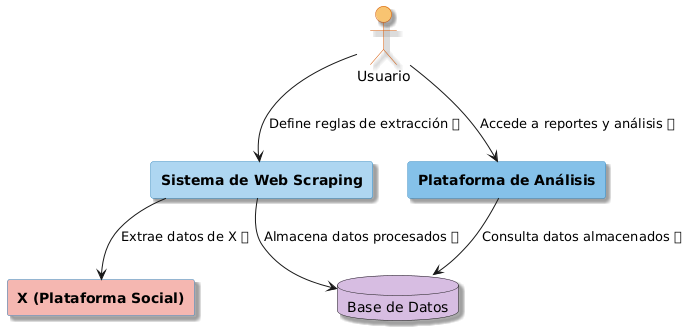 Usuario
Define reglas de extracción
Accede a reportes y análisis
Sistema de Web Scraping
Plataforma de Análisis
Extrae datos de X
Almacena datos procesados
Consulta datos almacenados
X (Plataforma Social)
Base de Datos